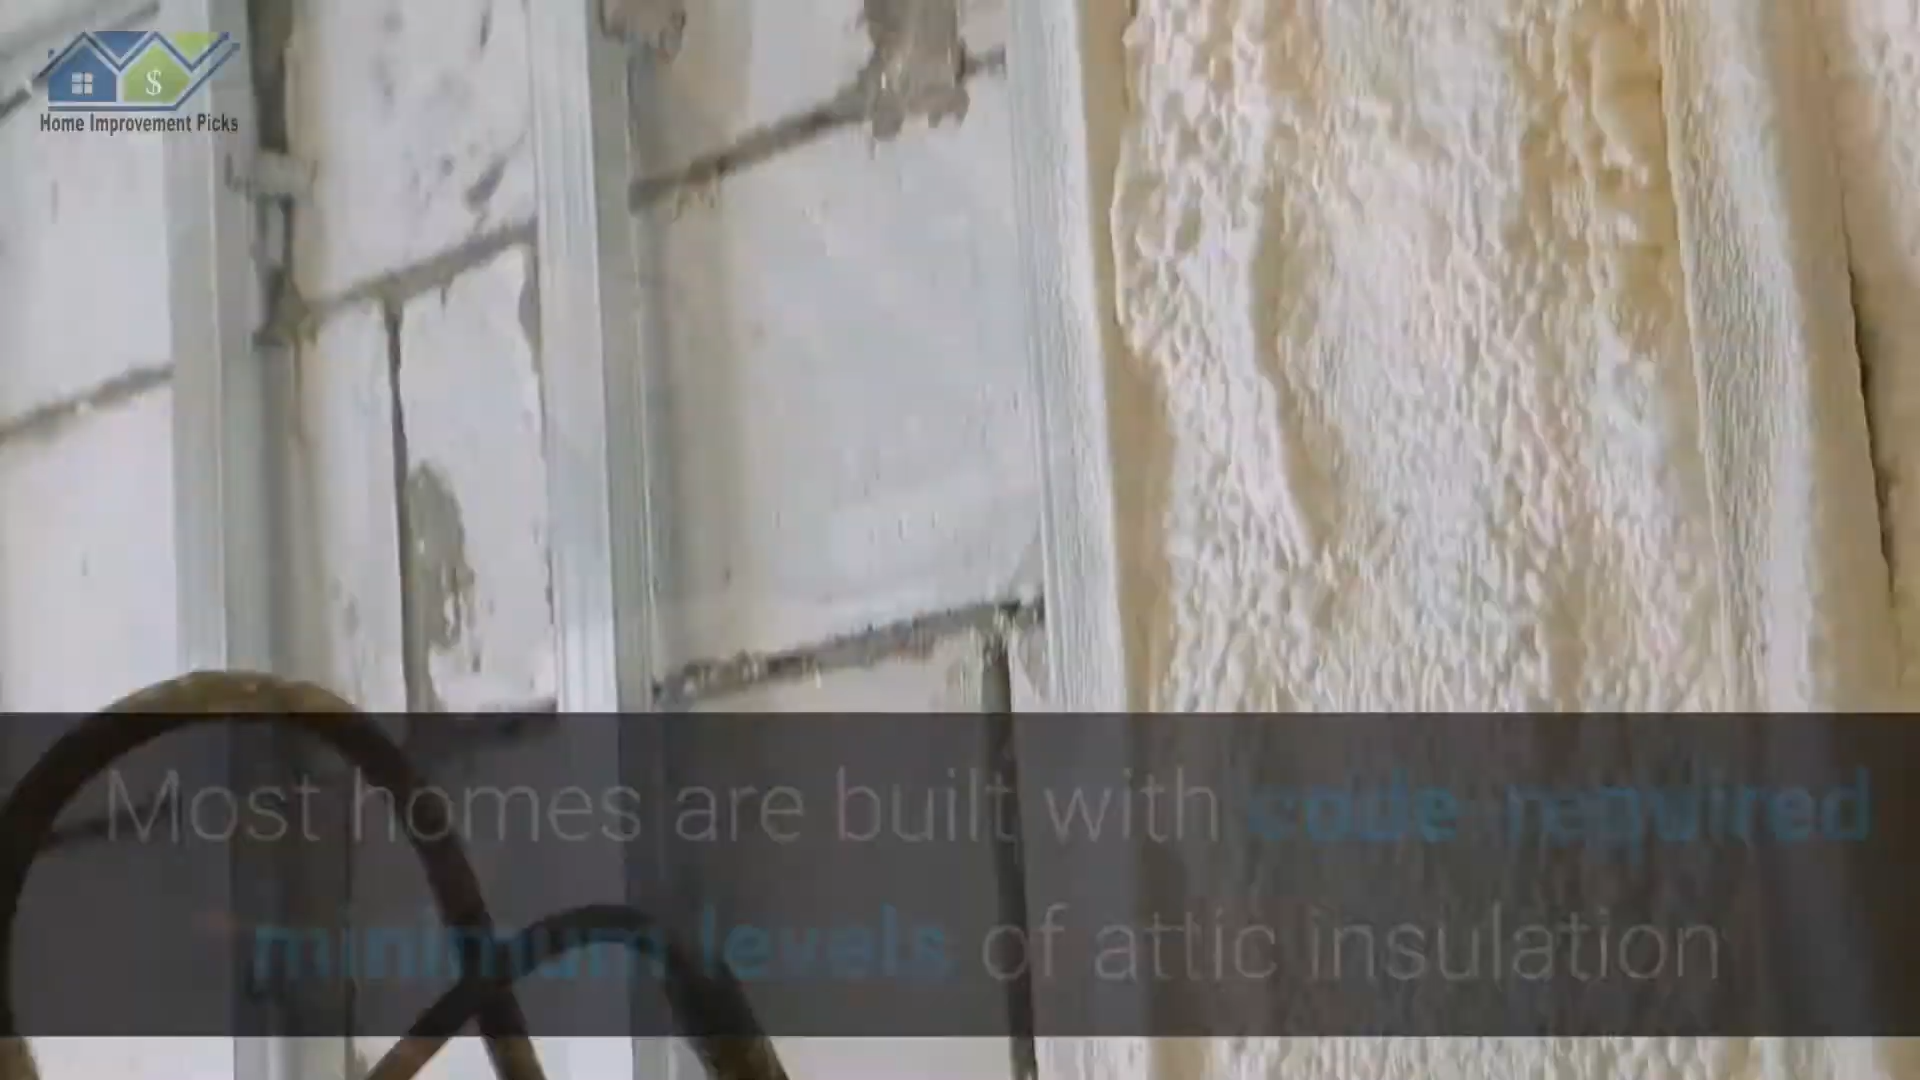 $
Home Improvement Picks
Most homes are built with code required
minimum levels of attic insulation